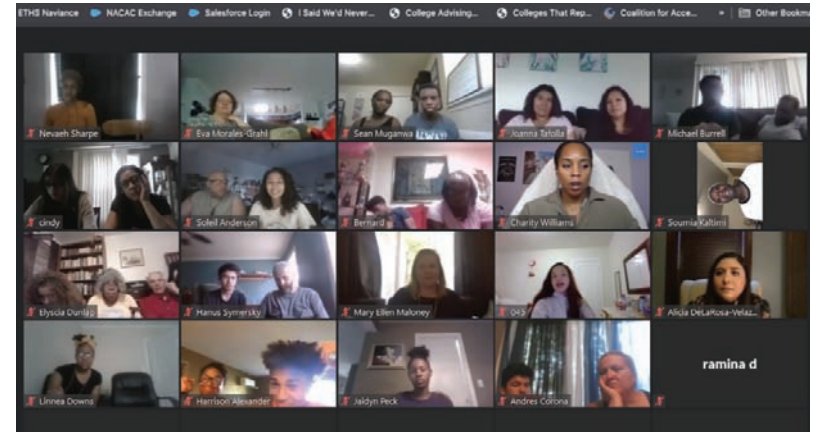 ETHS Naviance NACAC Exchange Salesforce Login I Said We'd Never... College Advising... Colleges That Rep... Coalition for Acce... » Other Bookma
Nevaeh Sharpe Eva Morales-Grahl Sean Muganwa Joanna Tafolla Michael Burrell
cindy Soleil Anderson Bernard Charity Williams Soumia Kaltimi
Elyscia Dunlap Hanus Symersky Mary Ellen Maloney 045 Alicia DeLaRosa-Velaz...
ramina d
Linnea Downs Harrison Alexander Jaidyn Peck Andres Corona